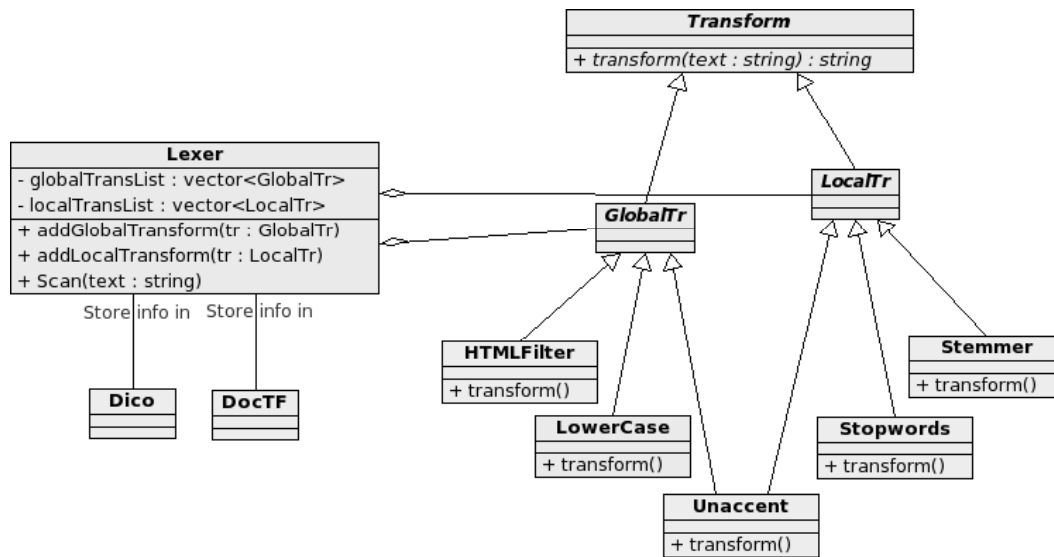 Transform
+ transform(text : string) : string
Lexer
- globalTransList : vector<GlobalTr>
- localTransList : vector<LocalTr>
+ addGlobalTransform(tr : GlobalTr)
+ addLocalTransform(tr : LocalTr)
+ Scan(text : string)
LocalTr
GlobalTr
Store info in
Store info in
Dico
DocTF
HTMLFilter
+ transform()
Stemmer
+ transform()
LowerCase
+ transform()
Stopwords
+ transform()
Unaccent
+ transform()